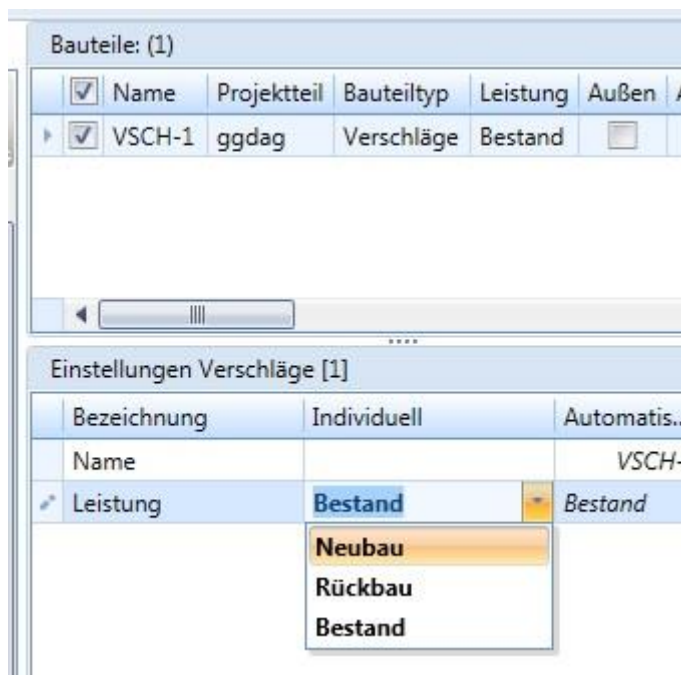 Bauteile: (1)
Name Projektteil Bauteiltyp Leistung Außen
VSCH-1 ggdag Verschläge Bestand
Einstellungen Verschläge [1]
Bezeichnung Individuell Automatis..
Name VSCH-
Leistung Bestand Bestand
Neubau
Rückbau
Bestand